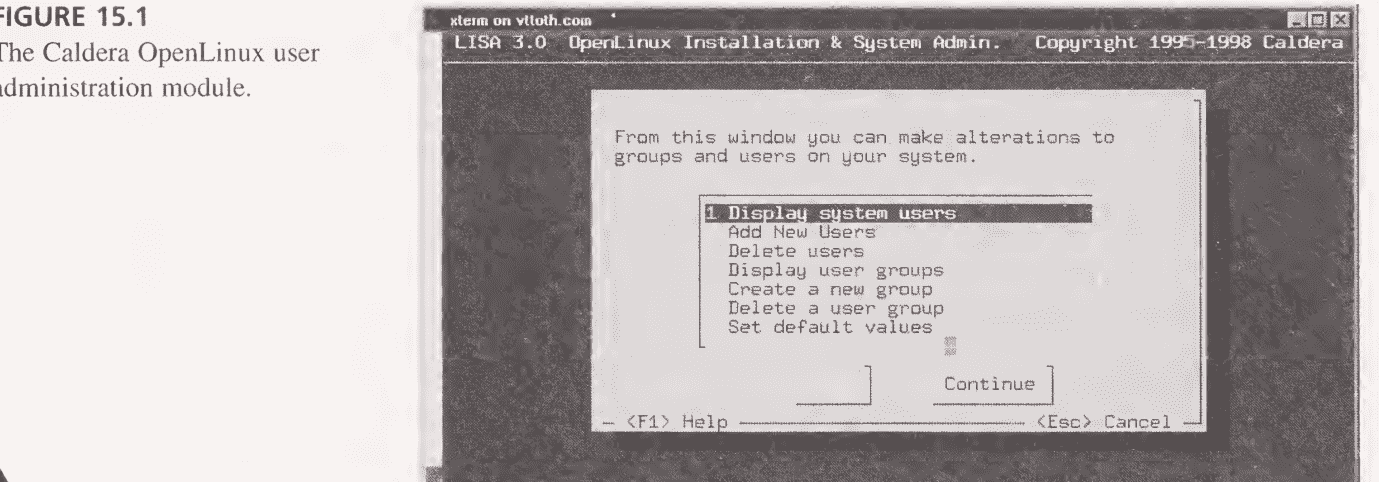 FIGURE 15.1
The Caldera OpenLinux user
administration module.
xterm on vttoth.com
LISA 3.0 OpenLinux Installation & System Admin. Copyright 1995-1998 Caldera
From this window you can make alterations to
groups and users on your system.
1 Display system users
Add New Users
Delete users
Display user groups
Create a new group
Delete a user group
Set default values
Continue
<F1> Help <Esc> Cancel